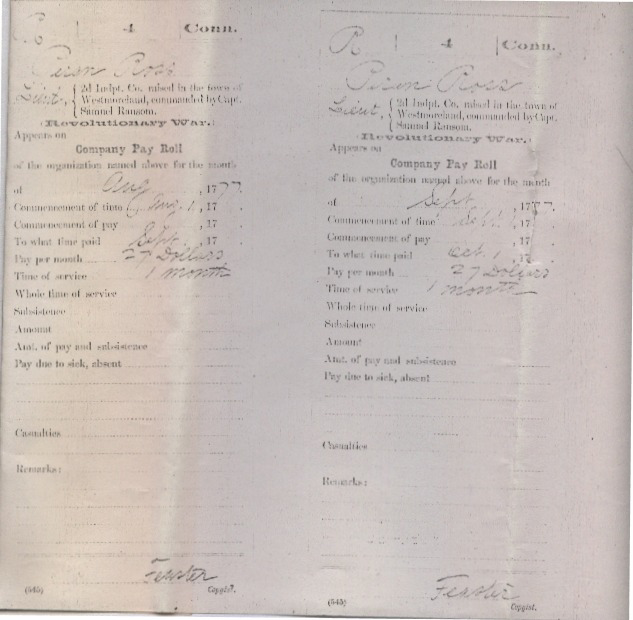 R | 4 | Conn.
Peren Ross
Lieut, { 2d Indpt. Co. raised in the town of
Westmoreland, commanded by Capt.
Samuel Ransom.
(Revolutionary War.)
Appears on
Company Pay Roll
of the organization named above for the month
of Aug , 1777.
Commencement of time Aug. 1, 17
Commencement of pay , 17
To what time paid Sept , 17
Pay per month 27 Dollars
Time of service 1 month
Whole time of service
Subsistence
Amount
Amt. of pay and subsistence
Pay due to sick, absent
Casualties
Remarks:
Feaster
(545) Copyist.
R | 4 | Conn.
Peren Ross
Lieut, { 2d Indpt. Co. raised in the town of
Westmoreland, commanded by Capt.
Samuel Ransom.
(Revolutionary War.)
Appears on
Company Pay Roll
of the organization named above for the month
of Sept , 1777.
Commencement of time Sept 1, 17
Commencement of pay , 17
To what time paid Oct. 1, 17
Pay per month 27 Dollars
Time of service 1 month
Whole time of service
Subsistence
Amount
Amt. of pay and subsistence
Pay due to sick, absent
Casualties
Remarks:
Feaster
(545) Copyist.